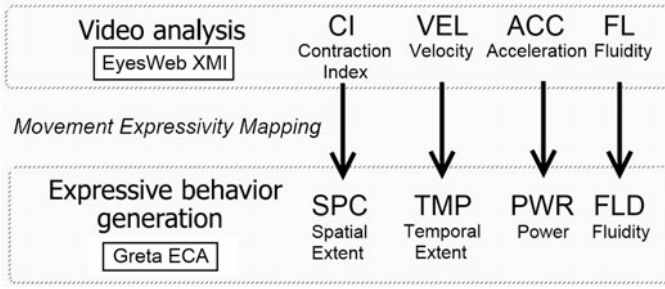 Video analysis
EyesWeb XMI
CI VEL ACC FL
Contraction Index Velocity Acceleration Fluidity
Movement Expressivity Mapping
Expressive behavior
generation
Greta ECA
SPC TMP PWR FLD
Spatial Extent Temporal Extent Power Fluidity